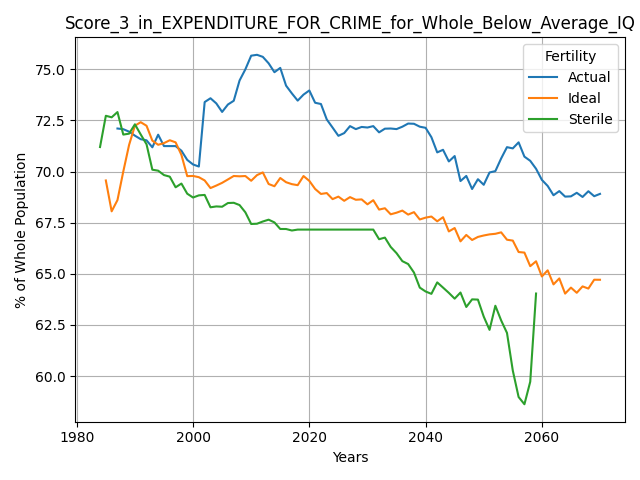 Score_3_in_EXPENDITURE_FOR_CRIME_for_Whole_Below_Average_IQ
Fertility
Actual
Ideal
Sterile
% of Whole Population
75.0
72.5
70.0
67.5
65.0
62.5
60.0
1980
2000
2020
2040
2060
Years